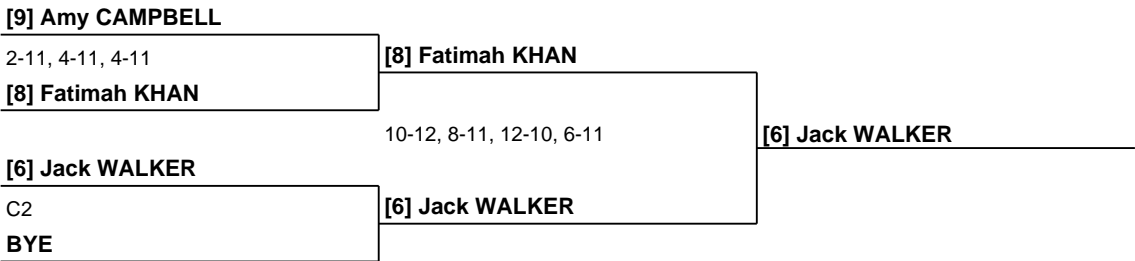 [9] Amy CAMPBELL
2-11, 4-11, 4-11
[8] Fatimah KHAN
[8] Fatimah KHAN
10-12, 8-11, 12-10, 6-11
[6] Jack WALKER
[6] Jack WALKER
C2
[6] Jack WALKER
BYE